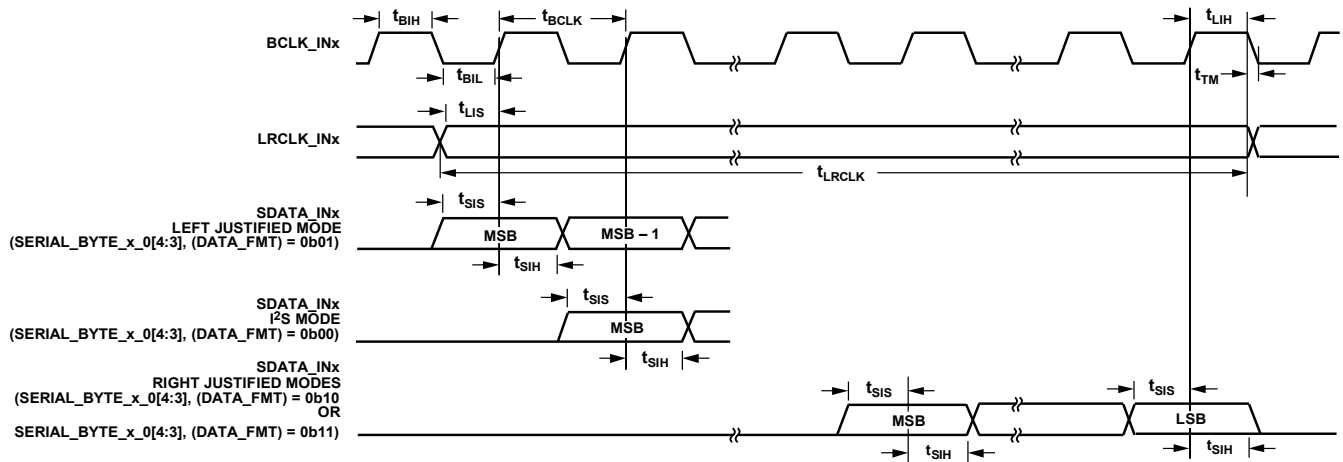 tBIH
tBCLK
tLIH
BCLK_INx
tBIL
tTM
tLIS
LRCLK_INx
tLRCLK
tSIS
SDATA_INx
LEFT JUSTIFIED MODE
(SERIAL_BYTE_x_0[4:3], (DATA_FMT) = 0b01)
MSB
MSB – 1
tSIH
tSIS
SDATA_INx
I2S MODE
(SERIAL_BYTE_x_0[4:3], (DATA_FMT) = 0b00)
MSB
tSIH
SDATA_INx
RIGHT JUSTIFIED MODES
(SERIAL_BYTE_x_0[4:3], (DATA_FMT) = 0b10
OR
SERIAL_BYTE_x_0[4:3], (DATA_FMT) = 0b11)
tSIS
tSIS
MSB
LSB
tSIH
tSIH